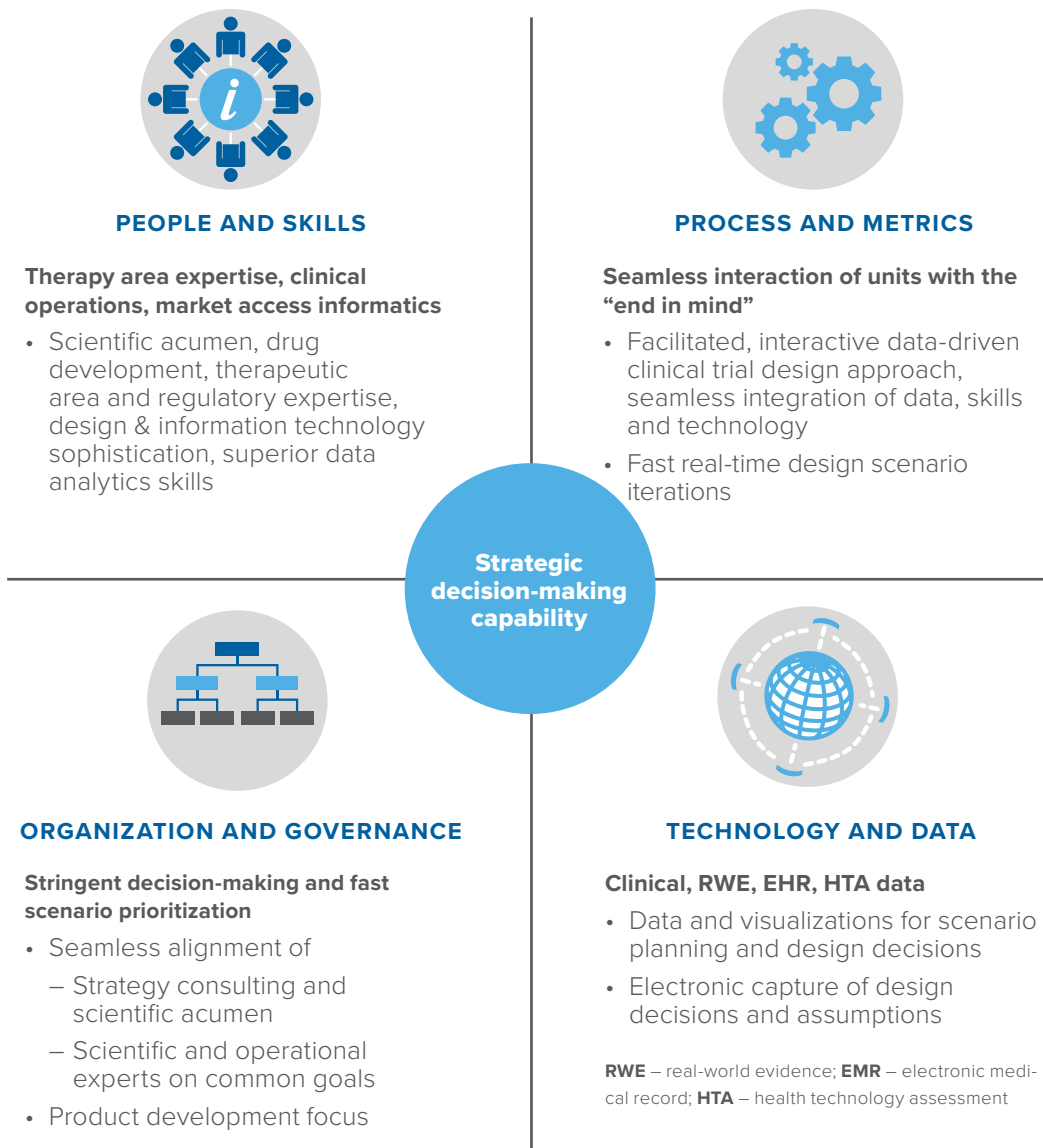 i
PEOPLE AND SKILLS
Therapy area expertise, clinical
operations, market access informatics
• Scientific acumen, drug
development, therapeutic
area and regulatory expertise,
design & information technology
sophistication, superior data
analytics skills
PROCESS AND METRICS
Seamless interaction of units with the
“end in mind”
• Facilitated, interactive data-driven
clinical trial design approach,
seamless integration of data, skills
and technology
• Fast real-time design scenario
iterations
Strategic
decision-making
capability
ORGANIZATION AND GOVERNANCE
Stringent decision-making and fast
scenario prioritization
• Seamless alignment of
– Strategy consulting and
scientific acumen
– Scientific and operational
experts on common goals
• Product development focus
TECHNOLOGY AND DATA
Clinical, RWE, EHR, HTA data
• Data and visualizations for scenario
planning and design decisions
• Electronic capture of design
decisions and assumptions
RWE – real-world evidence; EMR – electronic medi-
cal record; HTA – health technology assessment